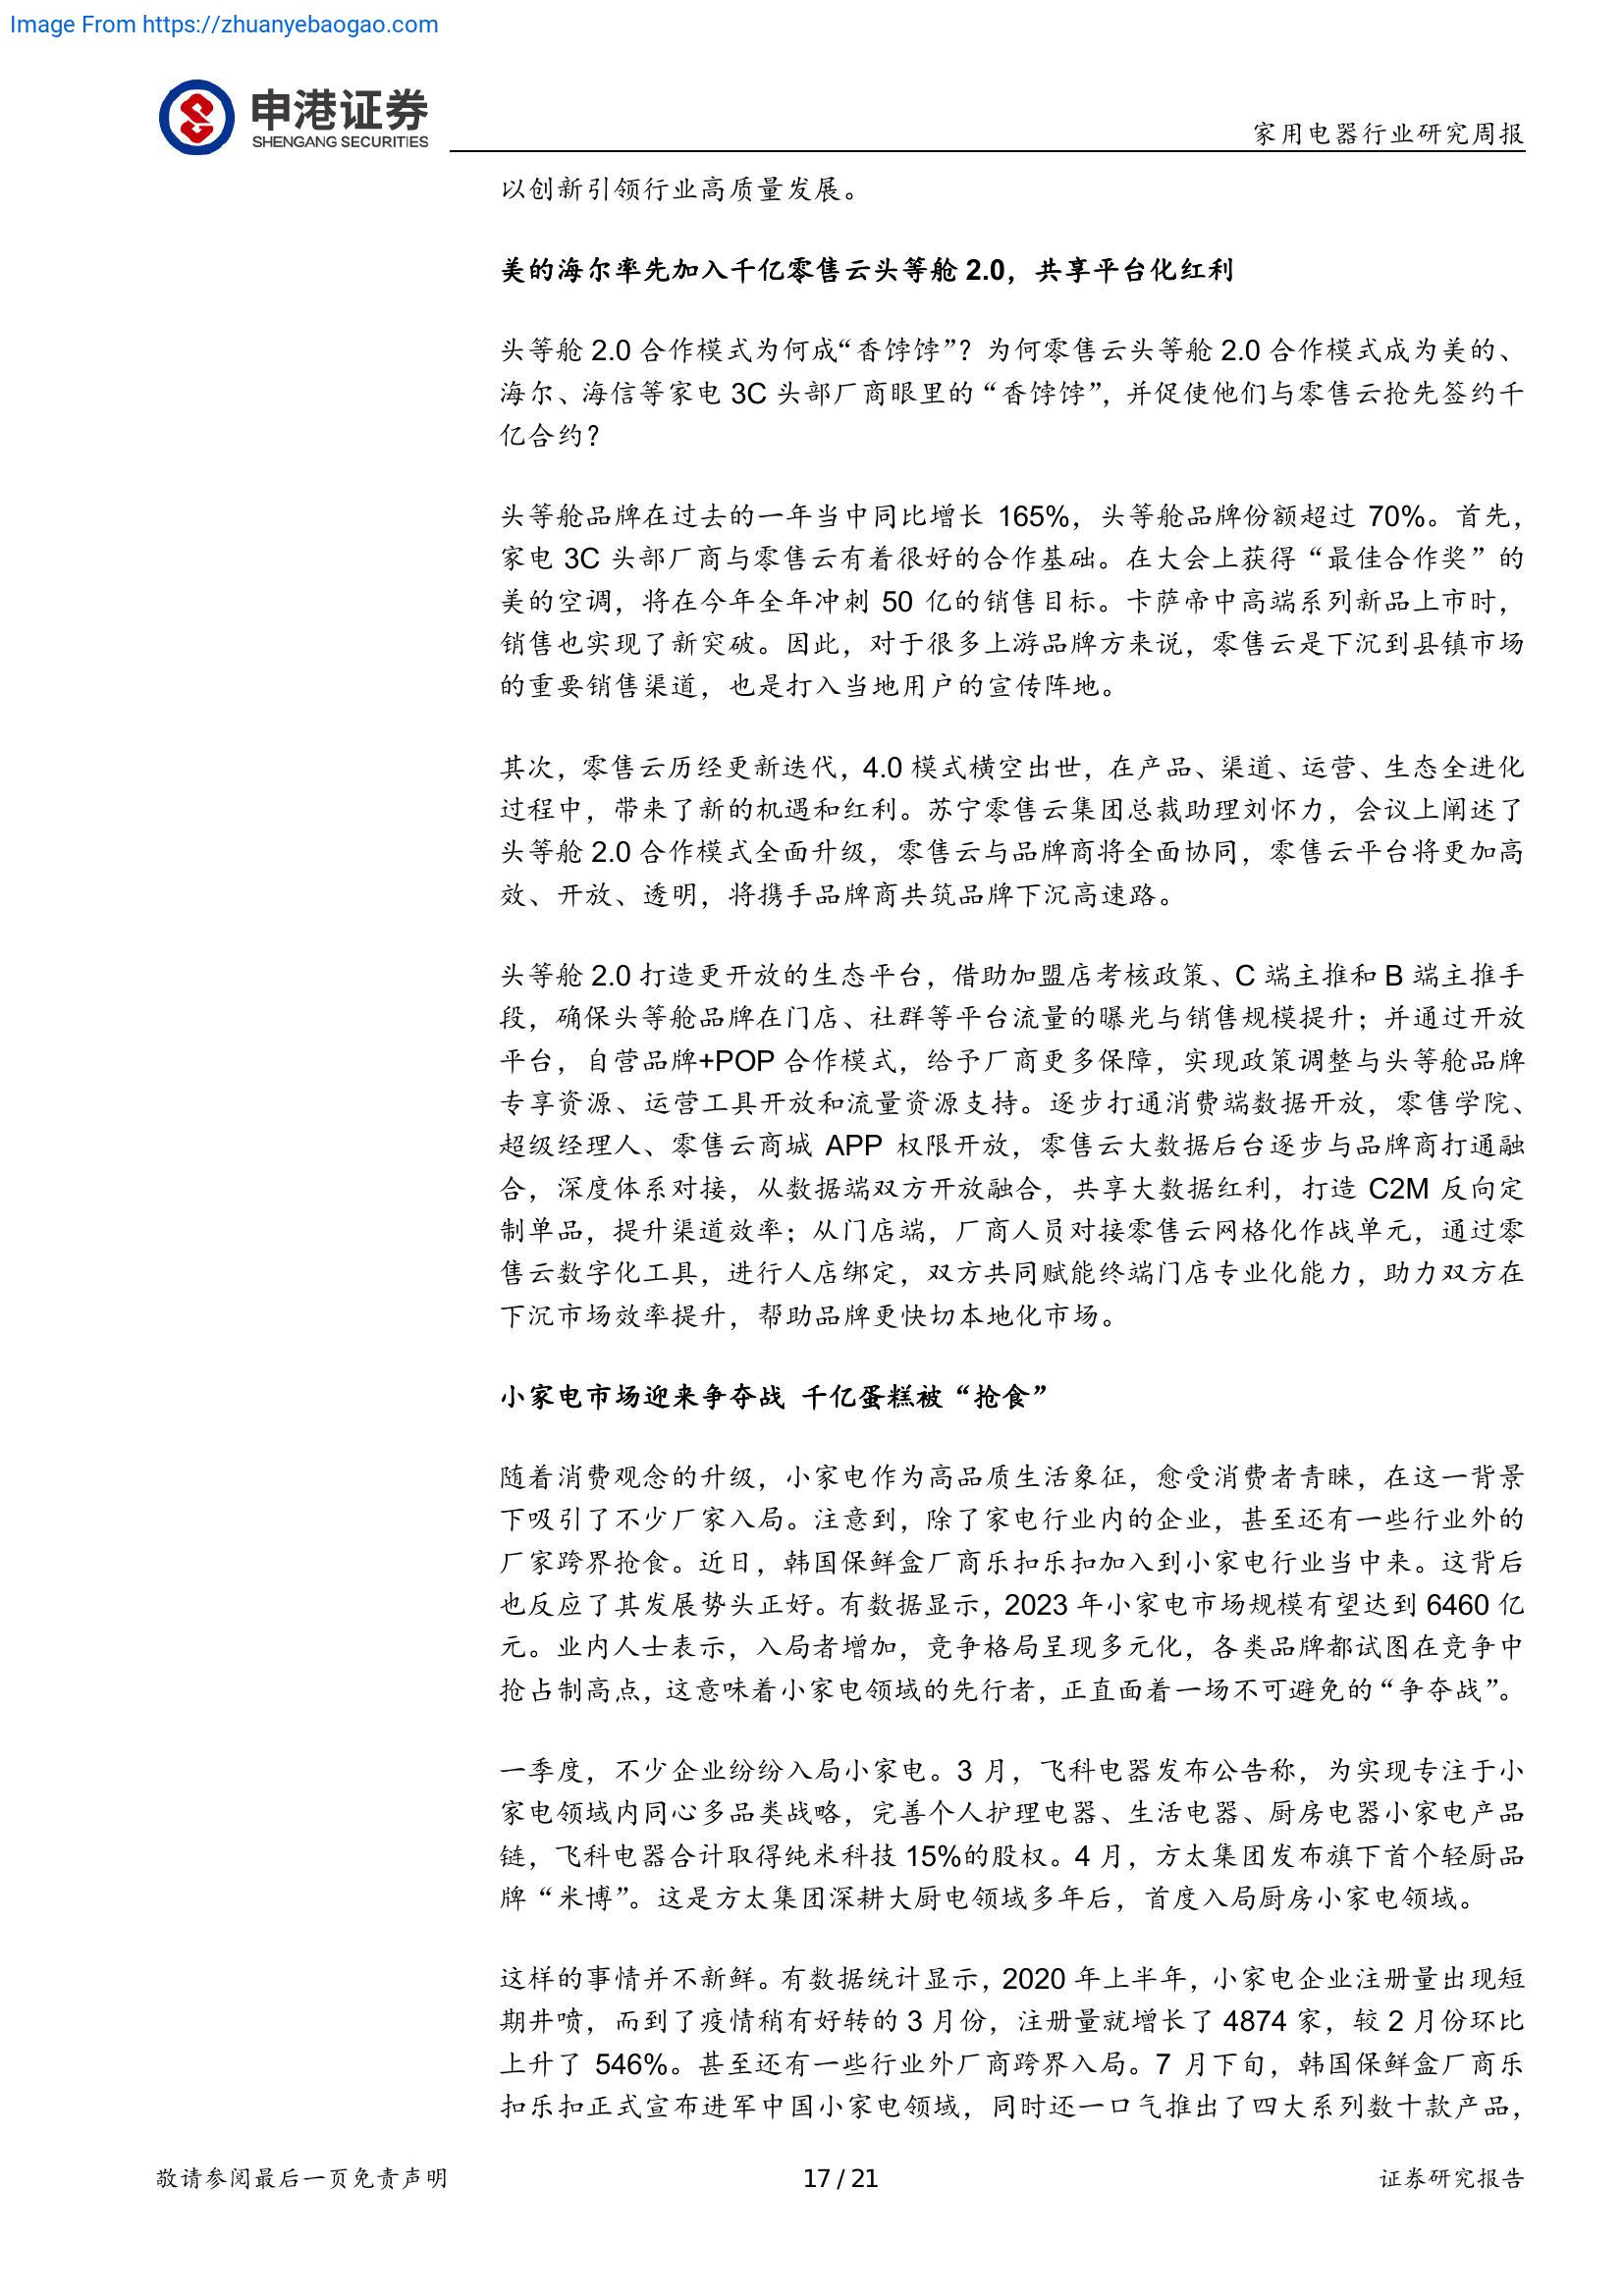 Image From https://zhuanyebaogao.com
申港证券
SHENGANG SECURITIES
家用电器行业研究周报
以创新引领行业高质量发展。
美的海尔率先加入千亿零售云头等舱 2.0，共享平台化红利
头等舱 2.0 合作模式为何成“香饽饽”？为何零售云头等舱 2.0 合作模式成为美的、
海尔、海信等家电 3C 头部厂商眼里的“香饽饽”，并促使他们与零售云抢先签约千
亿合约？
头等舱品牌在过去的一年当中同比增长 165%，头等舱品牌份额超过 70%。首先，
家电 3C 头部厂商与零售云有着很好的合作基础。在大会上获得“最佳合作奖”的
美的空调，将在今年全年冲刺 50 亿的销售目标。卡萨帝中高端系列新品上市时，
销售也实现了新突破。因此，对于很多上游品牌方来说，零售云是下沉到县镇市场
的重要销售渠道，也是打入当地用户的宣传阵地。
其次，零售云历经更新迭代，4.0 模式横空出世，在产品、渠道、运营、生态全进化
过程中，带来了新的机遇和红利。苏宁零售云集团总裁助理刘怀力，会议上阐述了
头等舱 2.0 合作模式全面升级，零售云与品牌商将全面协同，零售云平台将更加高
效、开放、透明，将携手品牌商共筑品牌下沉高速路。
头等舱 2.0 打造更开放的生态平台，借助加盟店考核政策、C 端主推和 B 端主推手
段，确保头等舱品牌在门店、社群等平台流量的曝光与销售规模提升；并通过开放
平台，自营品牌+POP 合作模式，给予厂商更多保障，实现政策调整与头等舱品牌
专享资源、运营工具开放和流量资源支持。逐步打通消费端数据开放，零售学院、
超级经理人、零售云商城 APP 权限开放，零售云大数据后台逐步与品牌商打通融
合，深度体系对接，从数据端双方开放融合，共享大数据红利，打造 C2M 反向定
制单品，提升渠道效率；从门店端，厂商人员对接零售云网格化作战单元，通过零
售云数字化工具，进行人店绑定，双方共同赋能终端门店专业化能力，助力双方在
下沉市场效率提升，帮助品牌更快切本地化市场。
小家电市场迎来争夺战 千亿蛋糕被“抢食”
随着消费观念的升级，小家电作为高品质生活象征，愈受消费者青睐，在这一背景
下吸引了不少厂家入局。注意到，除了家电行业内的企业，甚至还有一些行业外的
厂家跨界抢食。近日，韩国保鲜盒厂商乐扣乐扣加入到小家电行业当中来。这背后
也反应了其发展势头正好。有数据显示，2023 年小家电市场规模有望达到 6460 亿
元。业内人士表示，入局者增加，竞争格局呈现多元化，各类品牌都试图在竞争中
抢占制高点，这意味着小家电领域的先行者，正直面着一场不可避免的“争夺战”。
一季度，不少企业纷纷入局小家电。3 月，飞科电器发布公告称，为实现专注于小
家电领域内同心多品类战略，完善个人护理电器、生活电器、厨房电器小家电产品
链，飞科电器合计取得纯米科技 15%的股权。4 月，方太集团发布旗下首个轻厨品
牌“米博”。这是方太集团深耕大厨电领域多年后，首度入局厨房小家电领域。
这样的事情并不新鲜。有数据统计显示，2020 年上半年，小家电企业注册量出现短
期井喷，而到了疫情稍有好转的 3 月份，注册量就增长了 4874 家，较 2 月份环比
上升了 546%。甚至还有一些行业外厂商跨界入局。7 月下旬，韩国保鲜盒厂商乐
扣乐扣正式宣布进军中国小家电领域，同时还一口气推出了四大系列数十款产品，
敬请参阅最后一页免责声明
17 / 21
证券研究报告